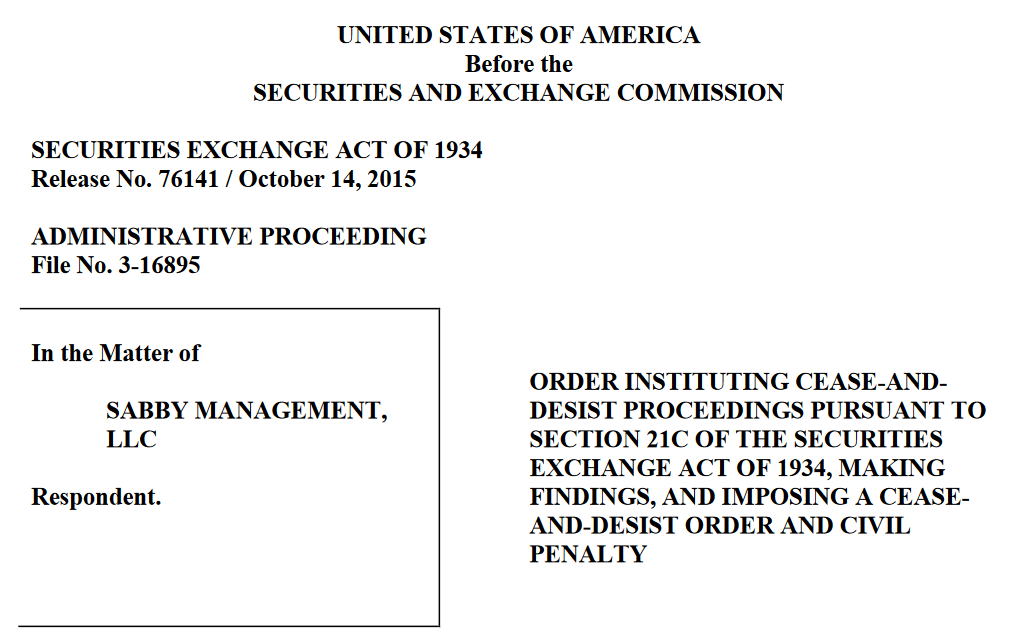 UNITED STATES OF AMERICA
Before the
SECURITIES AND EXCHANGE COMMISSION
SECURITIES EXCHANGE ACT OF 1934
Release No. 76141 / October 14, 2015
ADMINISTRATIVE PROCEEDING
File No. 3-16895
In the Matter of
SABBY MANAGEMENT,
LLC
Respondent.
ORDER INSTITUTING CEASE-AND-
DESIST PROCEEDINGS PURSUANT TO
SECTION 21C OF THE SECURITIES
EXCHANGE ACT OF 1934, MAKING
FINDINGS, AND IMPOSING A CEASE-
AND-DESIST ORDER AND CIVIL
PENALTY